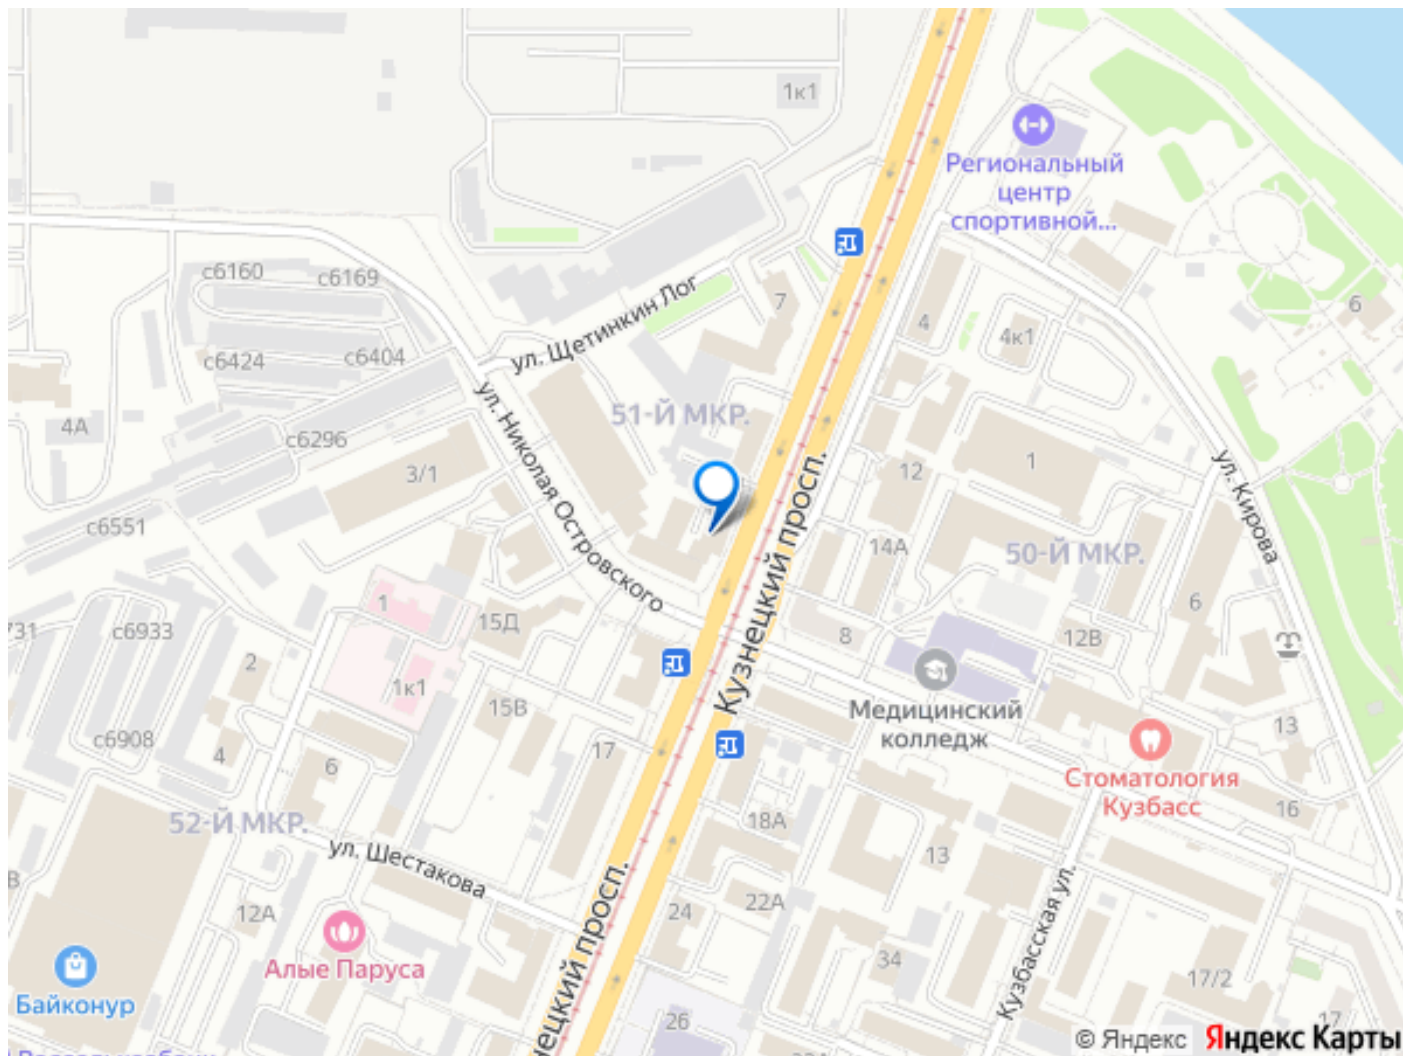 1к1
Региональный
центр
спортивной...
с6160
с6169
7
6
ул. Щетинкин Лог
4
4к1
с6424
с6404
51-Й МКР.
4А
с6296
ул. Николая Островского
3/1
12
1
ул. Кирова
Кузнецкий просп.
с6551
14А
50-Й МКР.
1
6
731
с6933
15Д
8
12В
2
1к1
Медицинский
колледж
15В
13
с6908
4
6
17
Стоматология
Кузбасс
16
52-Й МКР.
18А
ул. Шестакова
13
В
12А
24
22А
Кузбасская ул.
Алые Паруса
34
17/2
Байконур
нецкий просп.
26
17
© Яндекс Яндекс Карты